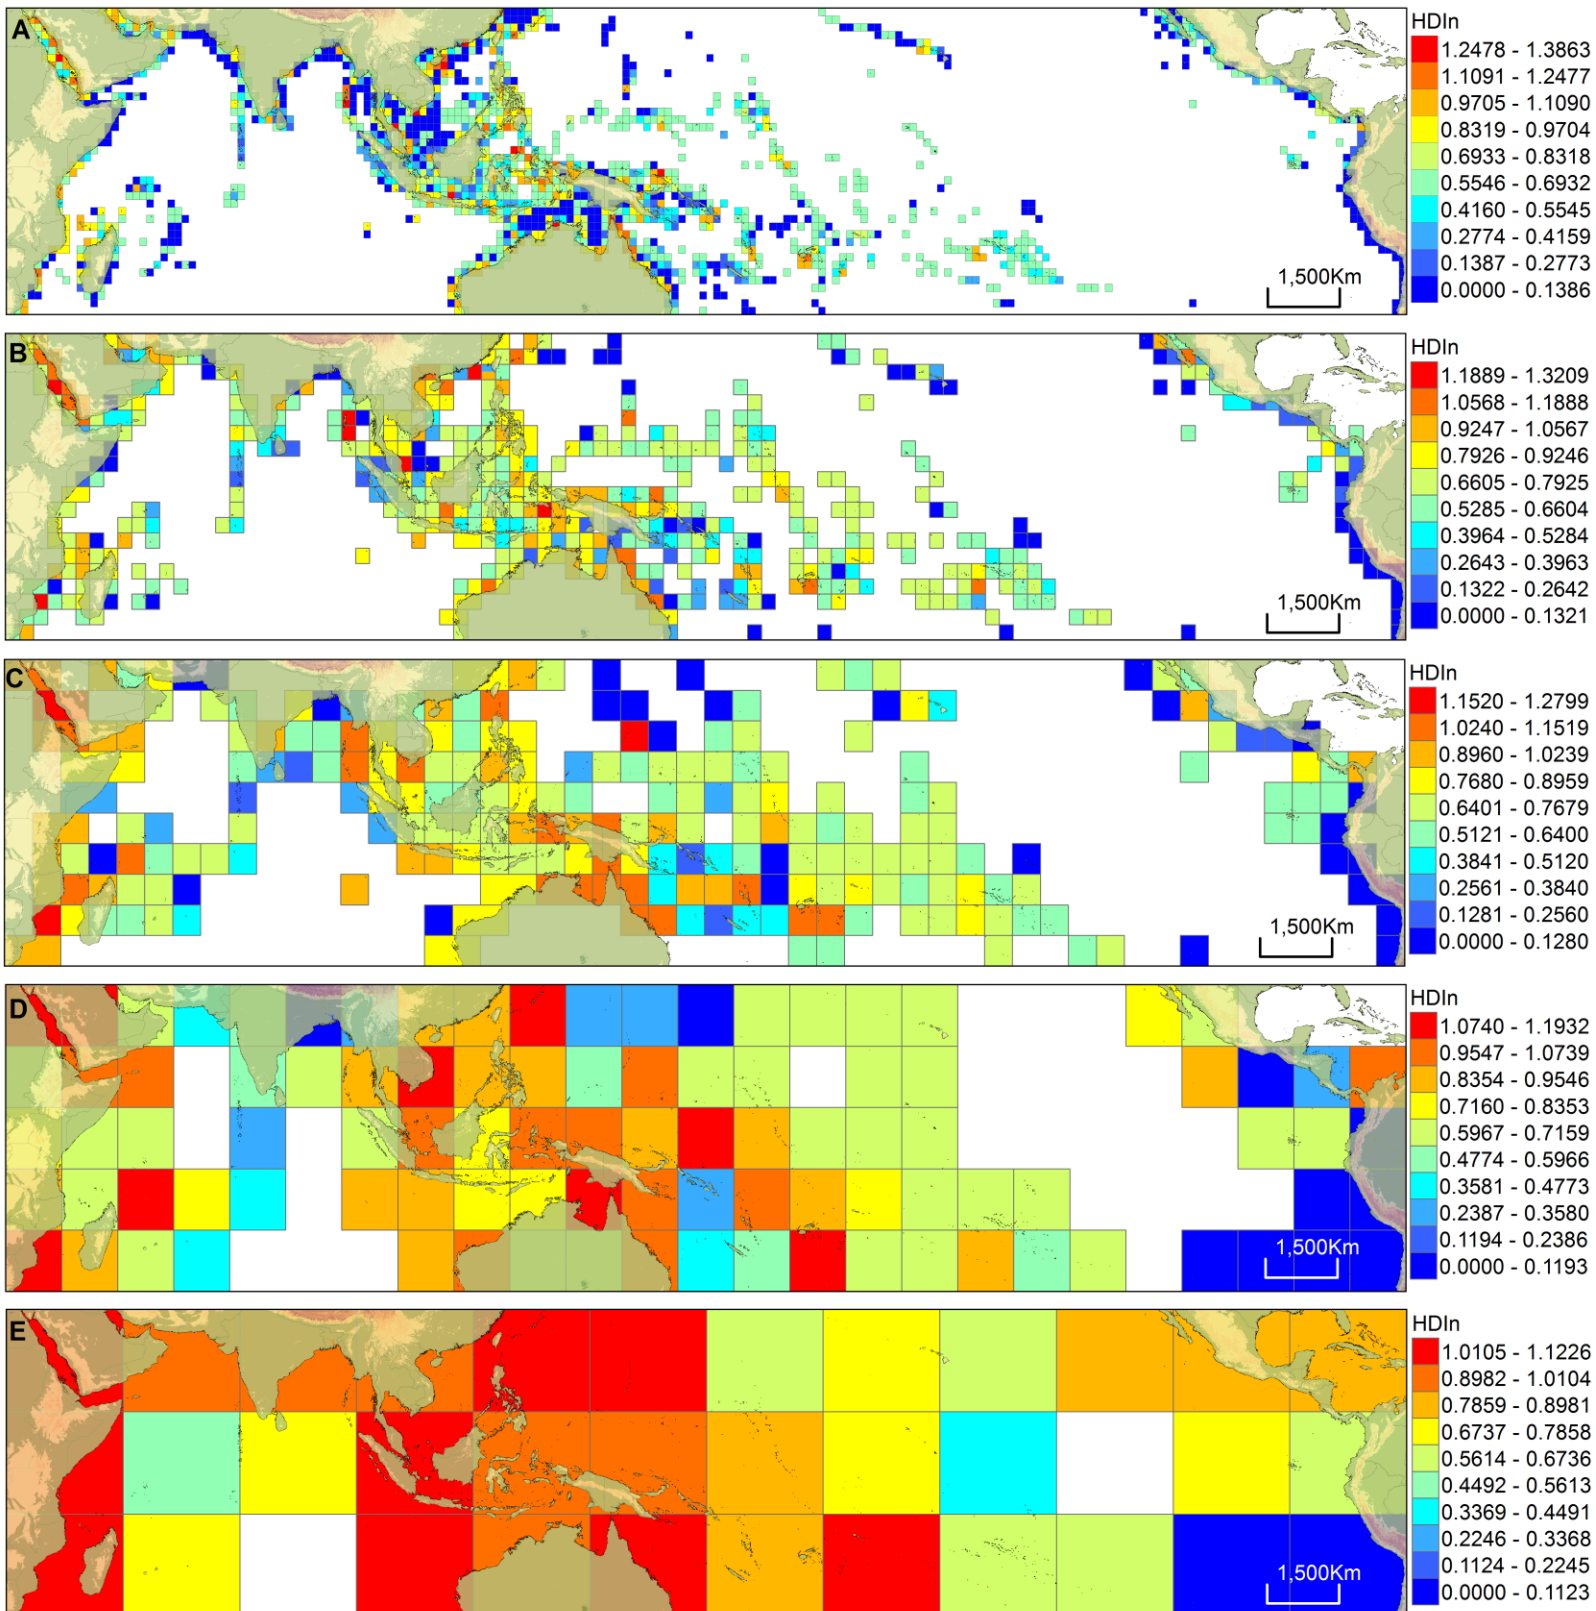 A
HDIn
1.2478 - 1.3863
1.1091 - 1.2477
0.9705 - 1.1090
0.8319 - 0.9704
0.6933 - 0.8318
0.5546 - 0.6932
0.4160 - 0.5545
0.2774 - 0.4159
0.1387 - 0.2773
0.0000 - 0.1386
1,500Km
B
HDIn
1.1889 - 1.3209
1.0568 - 1.1888
0.9247 - 1.0567
0.7926 - 0.9246
0.6605 - 0.7925
0.5285 - 0.6604
0.3964 - 0.5284
0.2643 - 0.3963
0.1322 - 0.2642
0.0000 - 0.1321
1,500Km
C
HDIn
1.1520 - 1.2799
1.0240 - 1.1519
0.8960 - 1.0239
0.7680 - 0.8959
0.6401 - 0.7679
0.5121 - 0.6400
0.3841 - 0.5120
0.2561 - 0.3840
0.1281 - 0.2560
0.0000 - 0.1280
1,500Km
D
HDIn
1.0740 - 1.1932
0.9547 - 1.0739
0.8354 - 0.9546
0.7160 - 0.8353
0.5967 - 0.7159
0.4774 - 0.5966
0.3581 - 0.4773
0.2387 - 0.3580
0.1194 - 0.2386
0.0000 - 0.1193
1,500Km
E
HDIn
1.0105 - 1.1226
0.8982 - 1.0104
0.7859 - 0.8981
0.6737 - 0.7858
0.5614 - 0.6736
0.4492 - 0.5613
0.3369 - 0.4491
0.2246 - 0.3368
0.1124 - 0.2245
0.0000 - 0.1123
1,500Km